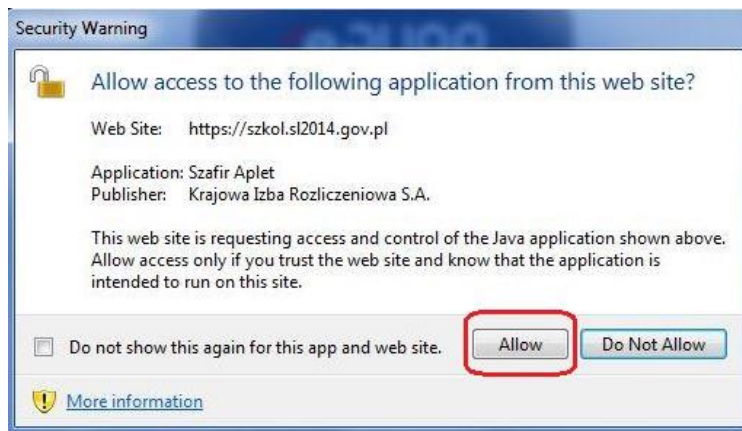 Security Warning
Allow access to the following application from this web site?
Web Site: https://szkol.sl2014.gov.pl
Application: Szafir Aplet
Publisher: Krajowa Izba Rozliczeniowa S.A.
This web site is requesting access and control of the Java application shown above.
Allow access only if you trust the web site and know that the application is
intended to run on this site.
Do not show this again for this app and web site.
Allow
Do Not Allow
More information